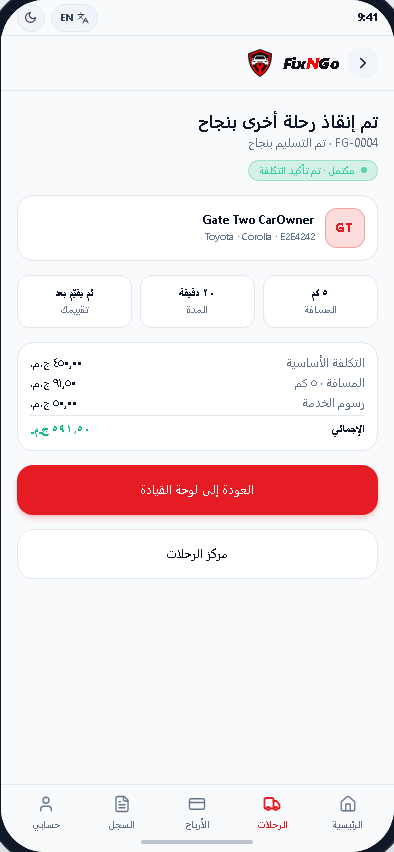 9:41
EN
FixNGo
تم إنقاذ رحلة أخرى بنجاح
FG-0004 · تم التسليم بنجاح
مكتمل · تم تأكيد التكلفة
GT
Gate Two CarOwner
Toyota · Corolla · E2E4242
٥ كم
المسافة
٢٠ دقيقة
المدة
لم يقيّم بعد
تقييمك
التكلفة الأساسية ٤٥٠٫٠٠ ج.م.
المسافة ٥٠ كم ٩١٫٥٠ ج.م.
رسوم الخدمة ٥٠٫٠٠ ج.م.
الإجمالي ٥٩١٫٥٠ ج.م.
العودة إلى لوحة القيادة
مركز الرحلات
الرئيسية
الرحلات
الأرباح
السجل
حسابي